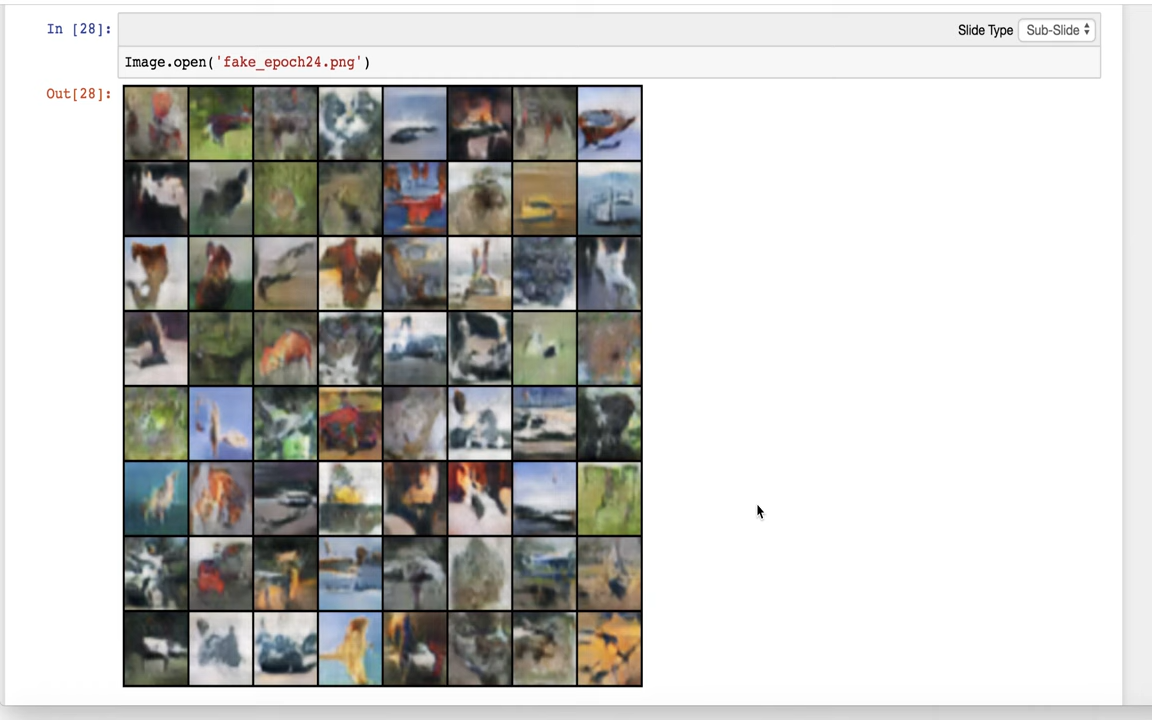 In [28]:
Slide Type Sub-Slide
Image.open('fake_epoch24.png')
Out[28]: